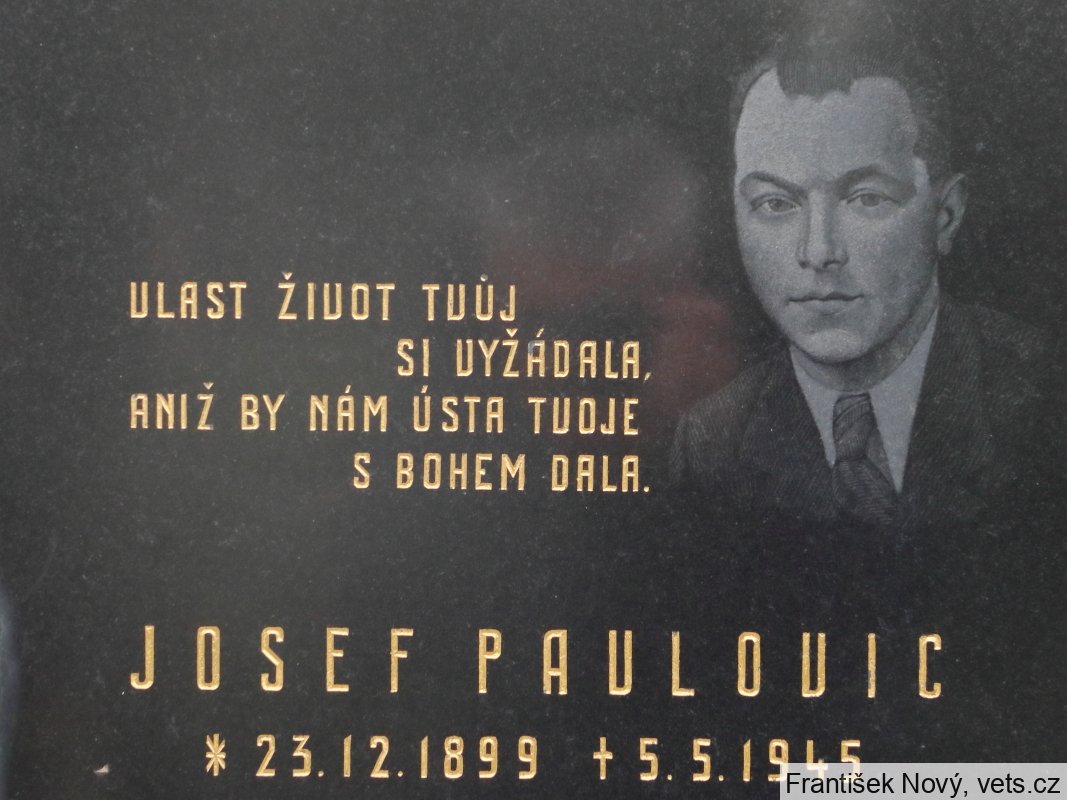 VLAST ŽIVOT TVŮJ
SI VYŽÁDALA,
ANIŽ BY NÁM ÚSTA TVOJE
S BOHEM DALA.
JOSEF PAVLOVIC
* 23.12.1899 † 5.5.1945
František Nový, vets.cz